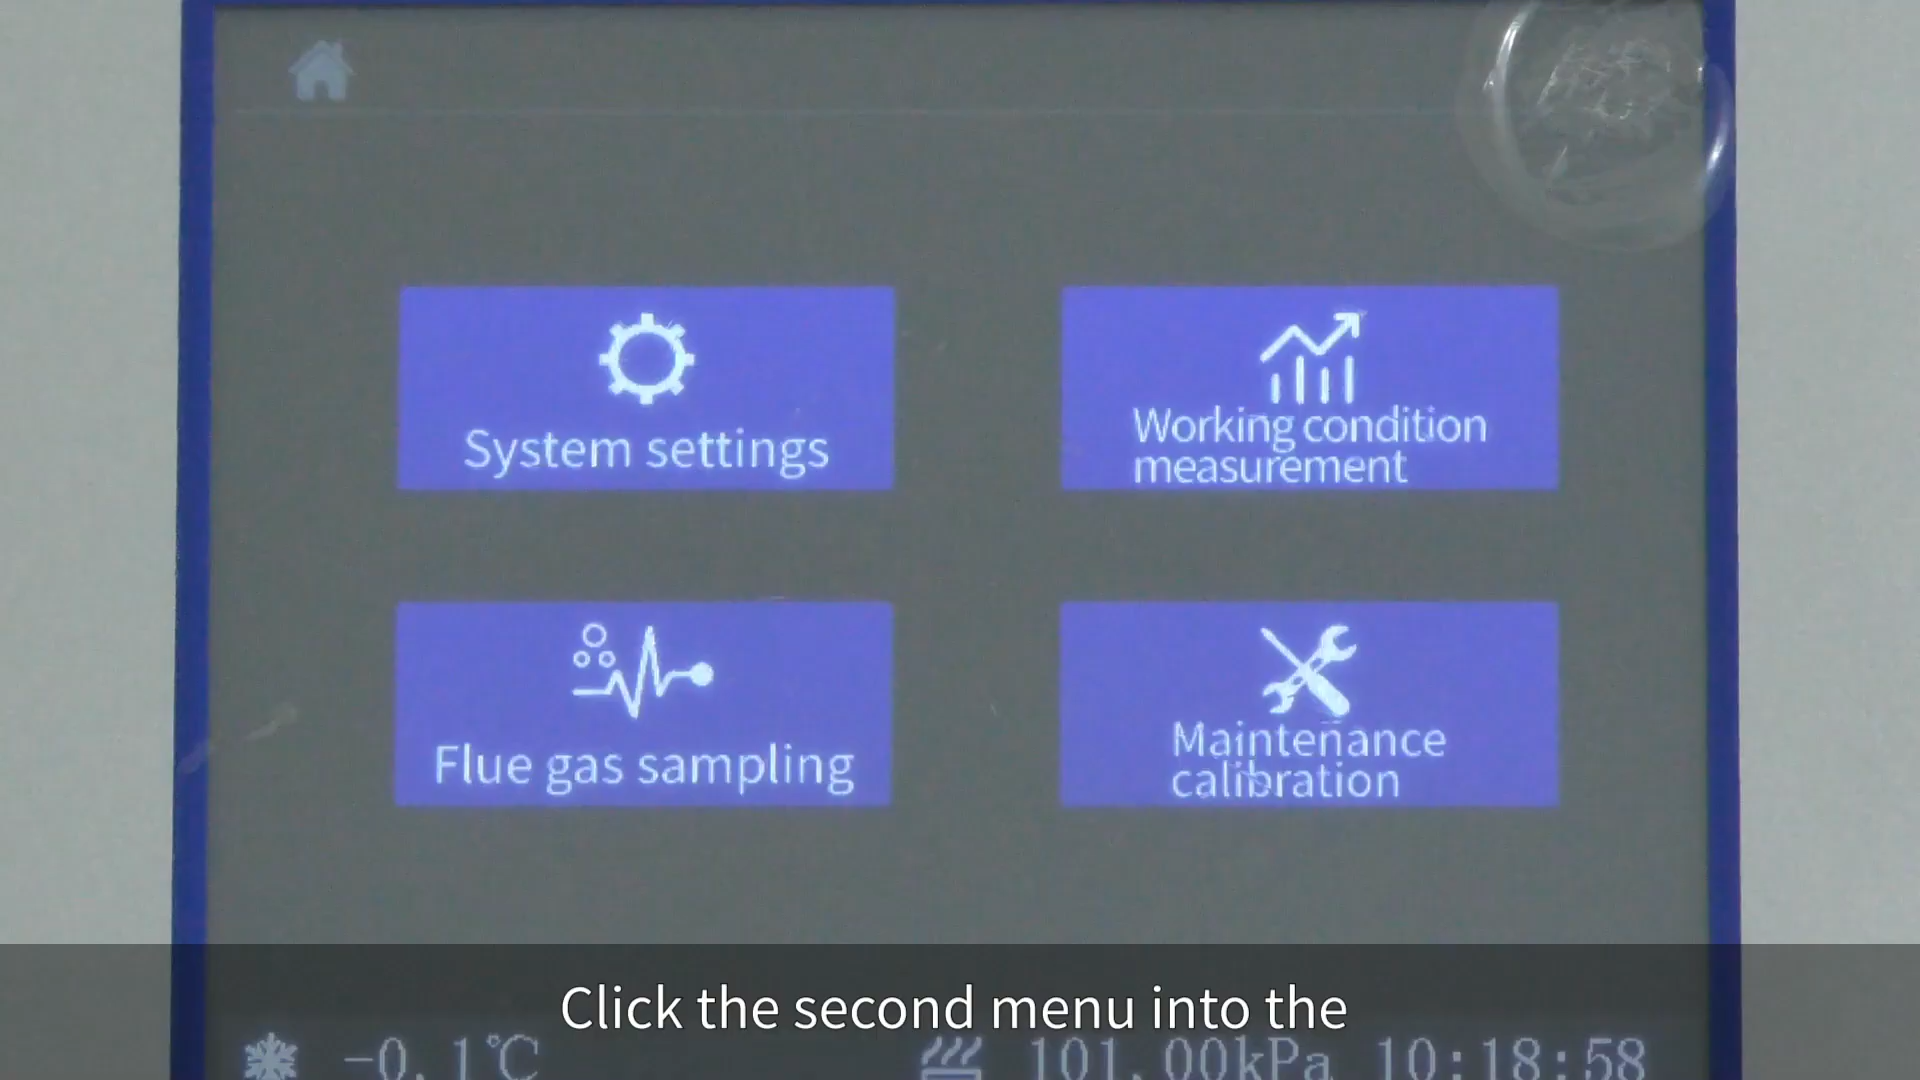 System settings
Working condition
measurement
Flue gas sampling
Maintenance
calibration
Click the second menu into the
-0.1℃ 101.00kPa 10:18:58